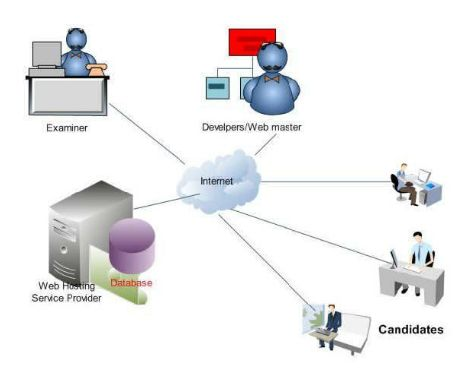 Examiner
Develpers/Web master
Internet
Web Hosting
Service Provider
Database
Candidates